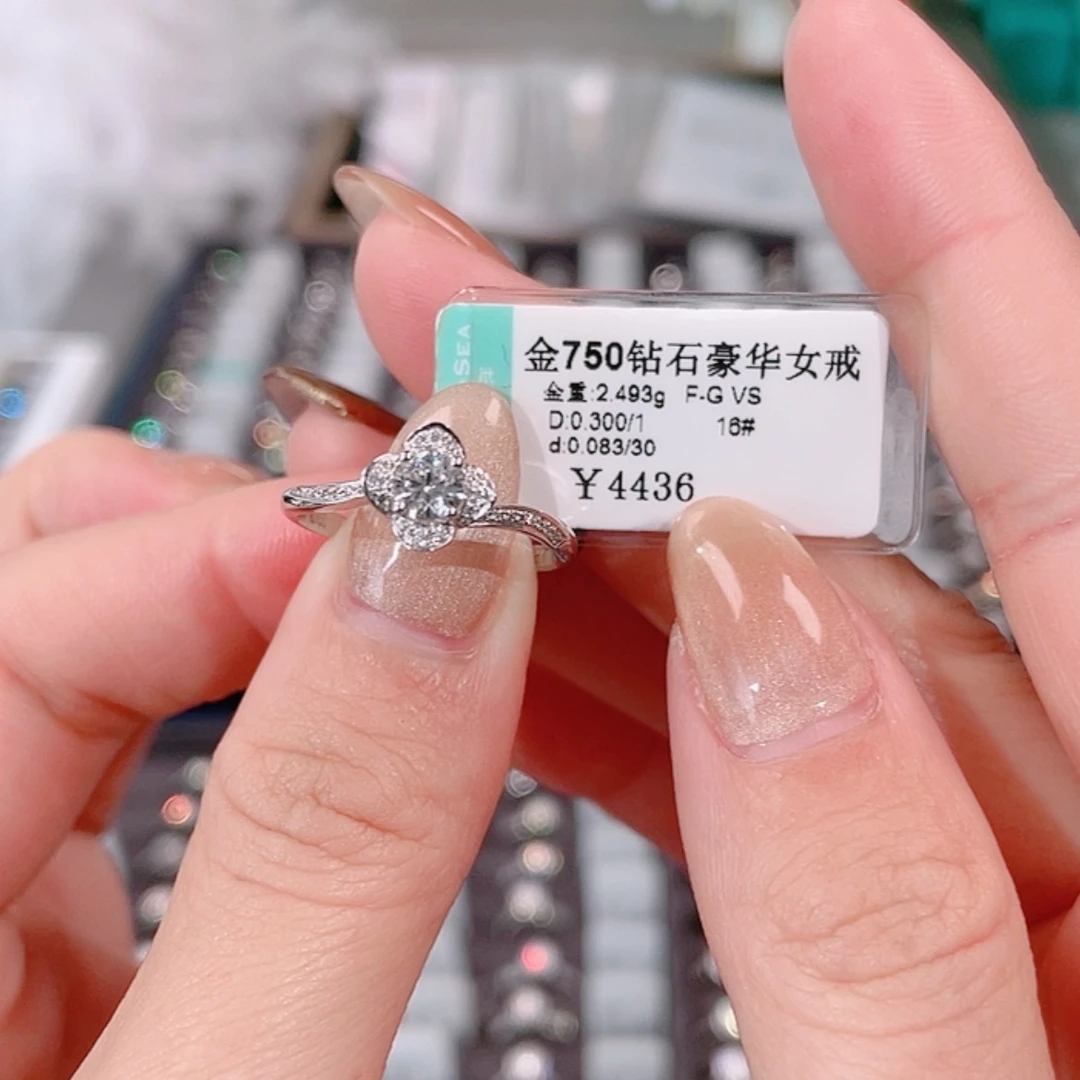 SEA
金750钻石豪华女戒
金重:2.493g F-G VS
D:0.300/1 16#
d:0.083/30
￥4436